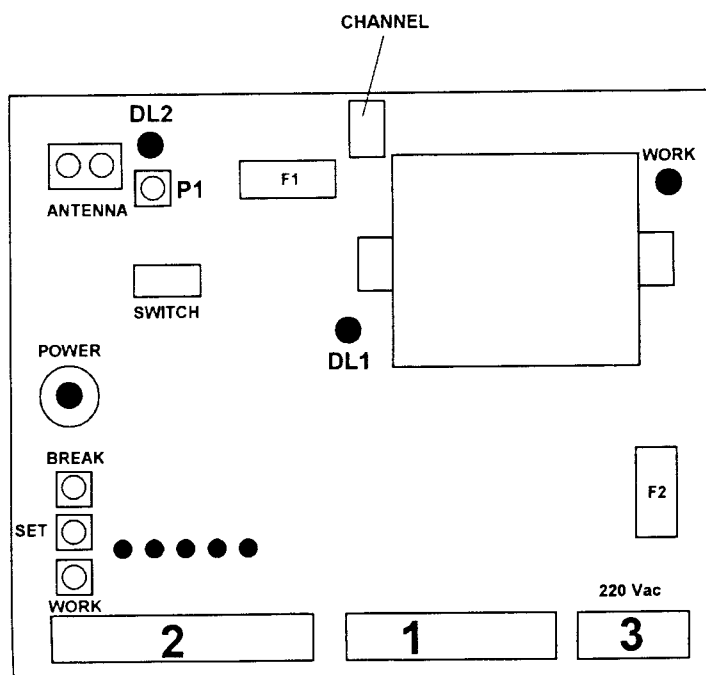 CHANNEL
DL2
WORK
F1
P1
ANTENNA
SWITCH
DL1
POWER
BREAK
F2
SET
WORK
220 Vac
2
1
3